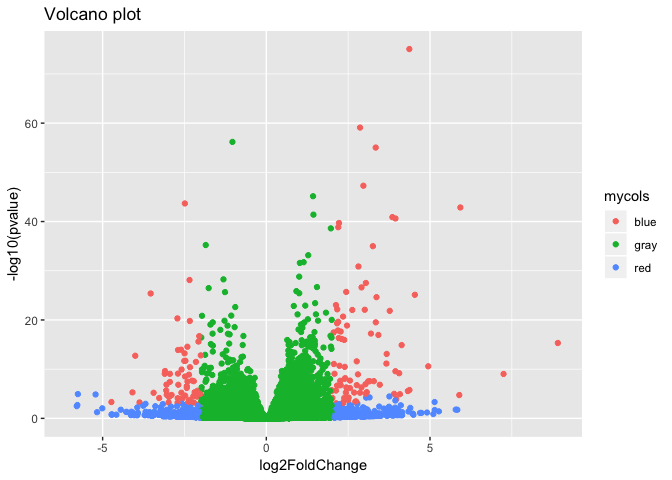 Volcano plot
-log10(pvalue)
60
40
20
0
-5
0
5
log2FoldChange
mycols
blue
gray
red